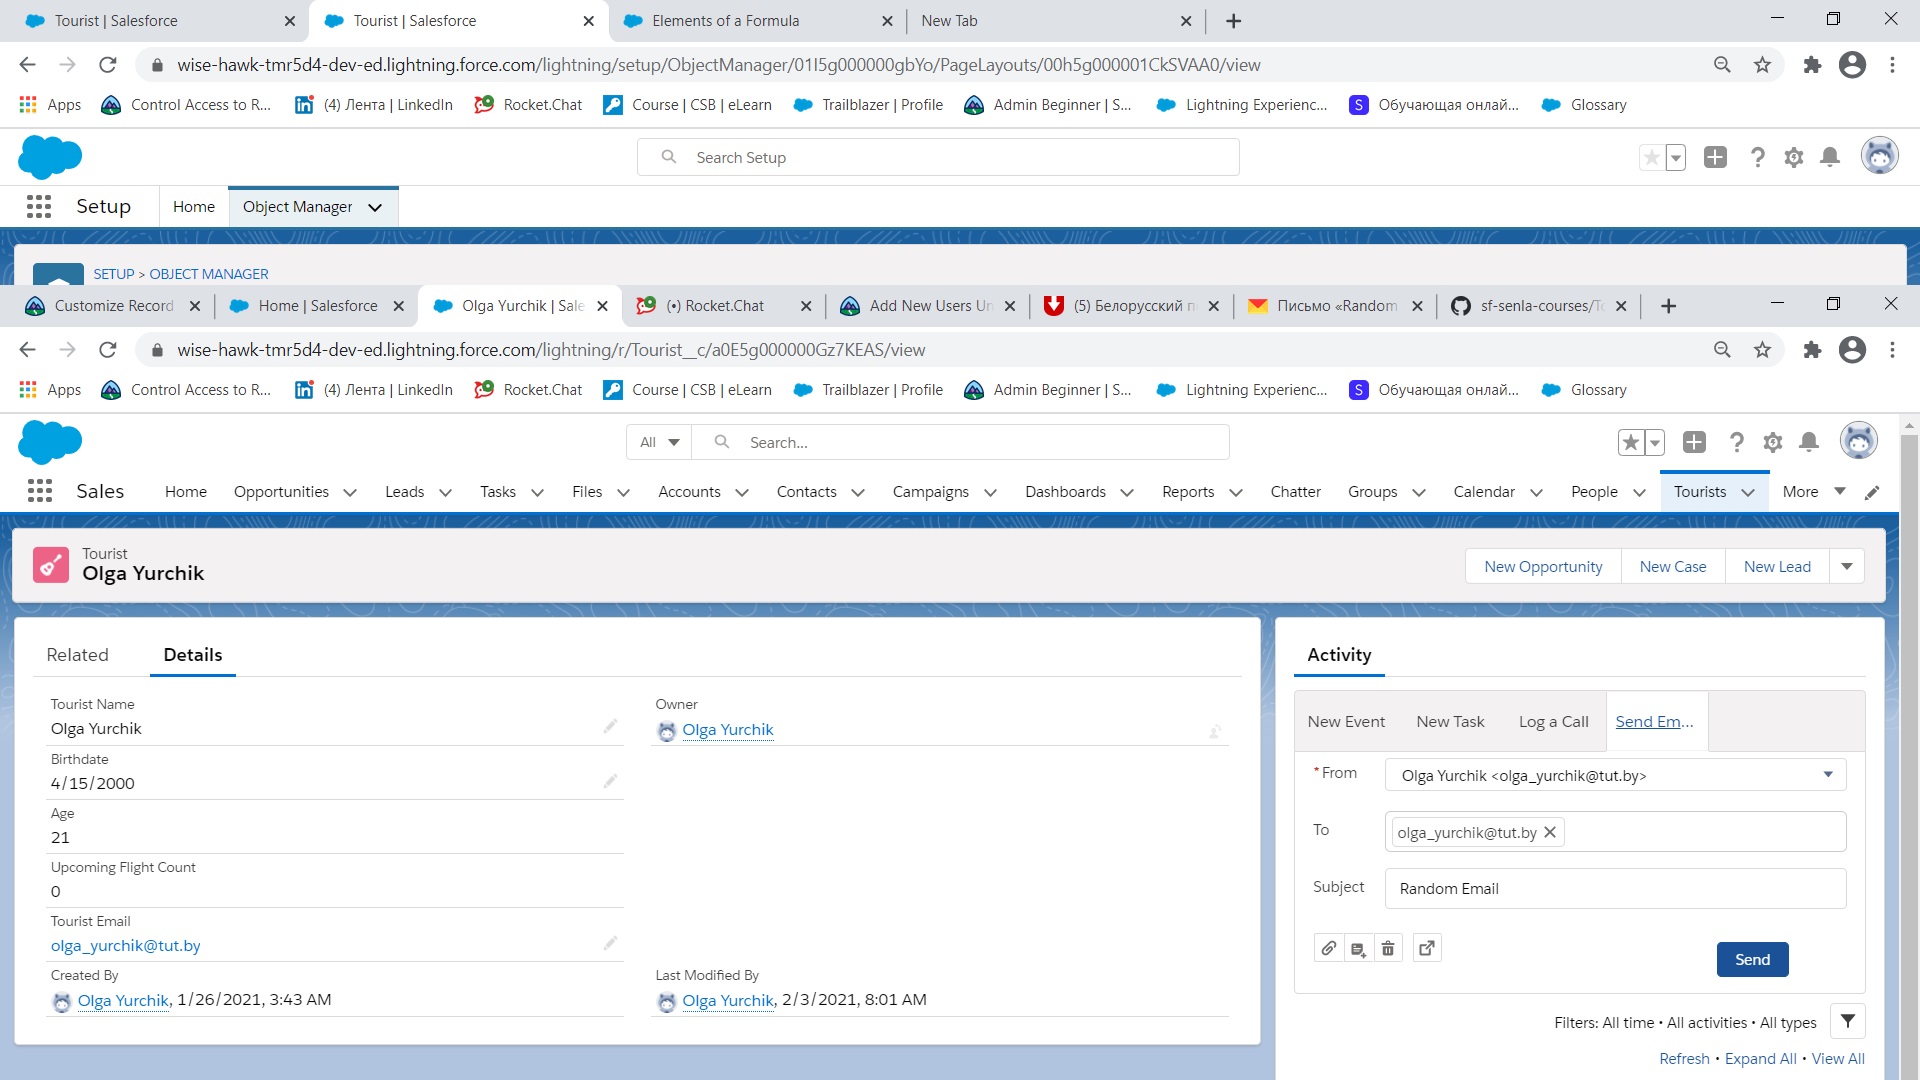 Tourist | Salesforce
Tourist | Salesforce
Elements of a Formula
New Tab
wise-hawk-tmr5d4-dev-ed.lightning.force.com/lightning/setup/ObjectManager/01I5g000000gbYo/PageLayouts/00h5g000001CkSVAA0/view
Apps Control Access to R... (4) Лента | LinkedIn Rocket.Chat Course | CSB | eLearn Trailblazer | Profile Admin Beginner | S... Lightning Experienc... S Обучающая онлай... Glossary
Search Setup
Setup Home Object Manager
SETUP > OBJECT MANAGER
Customize Record Home | Salesforce Olga Yurchik | Sale (•) Rocket.Chat Add New Users Un (5) Белорусский п Письмо «Random sf-senla-courses/To
wise-hawk-tmr5d4-dev-ed.lightning.force.com/lightning/r/Tourist__c/a0E5g000000Gz7KEAS/view
Apps Control Access to R... (4) Лента | LinkedIn Rocket.Chat Course | CSB | eLearn Trailblazer | Profile Admin Beginner | S... Lightning Experienc... S Обучающая онлай... Glossary
All Search...
Sales Home Opportunities Leads Tasks Files Accounts Contacts Campaigns Dashboards Reports Chatter Groups Calendar People Tourists More
Tourist
Olga Yurchik
New Opportunity New Case New Lead
Related Details
Tourist Name
Olga Yurchik
Owner
Olga Yurchik
Birthdate
4/15/2000
Age
21
Upcoming Flight Count
0
Tourist Email
olga_yurchik@tut.by
Created By
Olga Yurchik, 1/26/2021, 3:43 AM
Last Modified By
Olga Yurchik, 2/3/2021, 8:01 AM
Activity
New Event New Task Log a Call Send Em...
* From Olga Yurchik <olga_yurchik@tut.by>
To olga_yurchik@tut.by
Subject Random Email
Send
Filters: All time • All activities • All types
Refresh • Expand All • View All